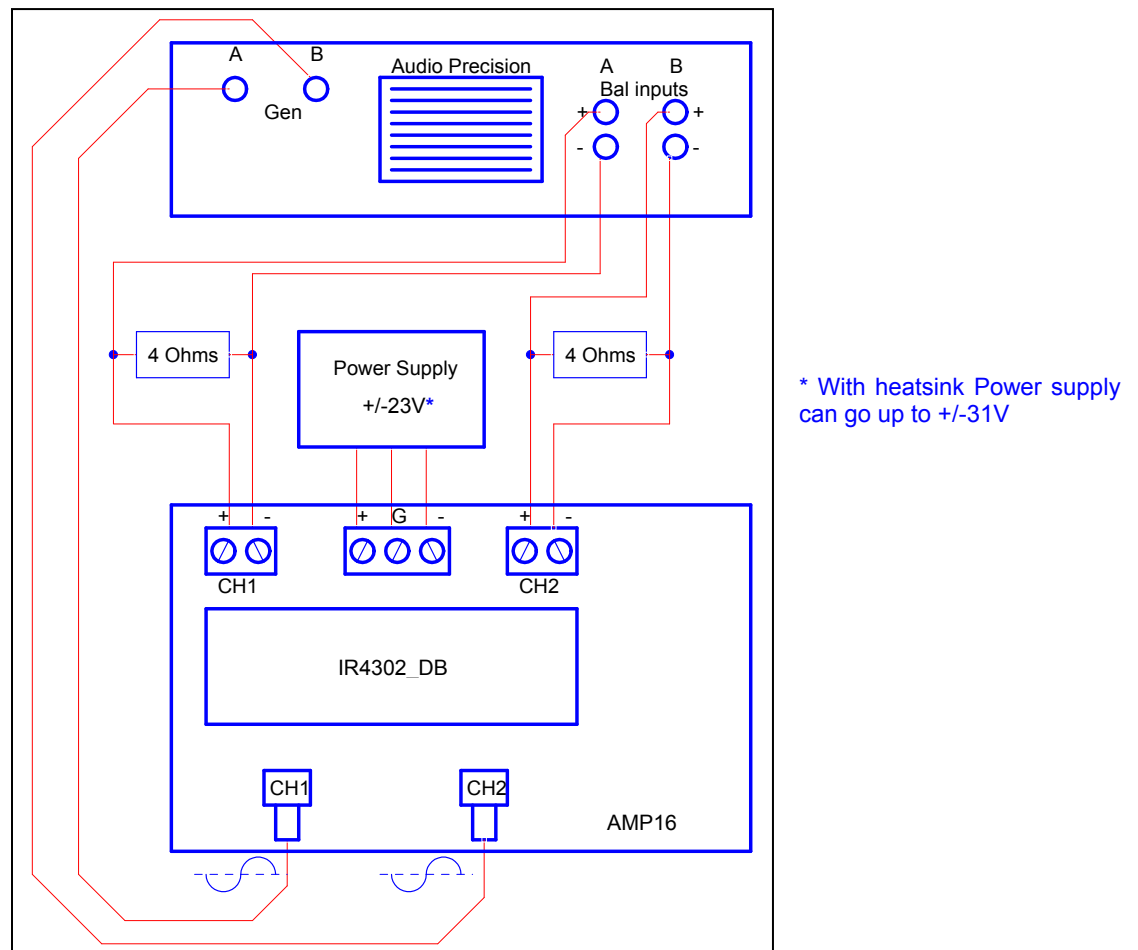 A B
Gen
Audio Precision
A B
Bal inputs
+ +
- -
4 Ohms
Power Supply
+/-23V*
4 Ohms
* With heatsink Power supply
can go up to +/-31V
+ -
CH1
+ G -
+ -
CH2
IR4302_DB
CH1
CH2
AMP16